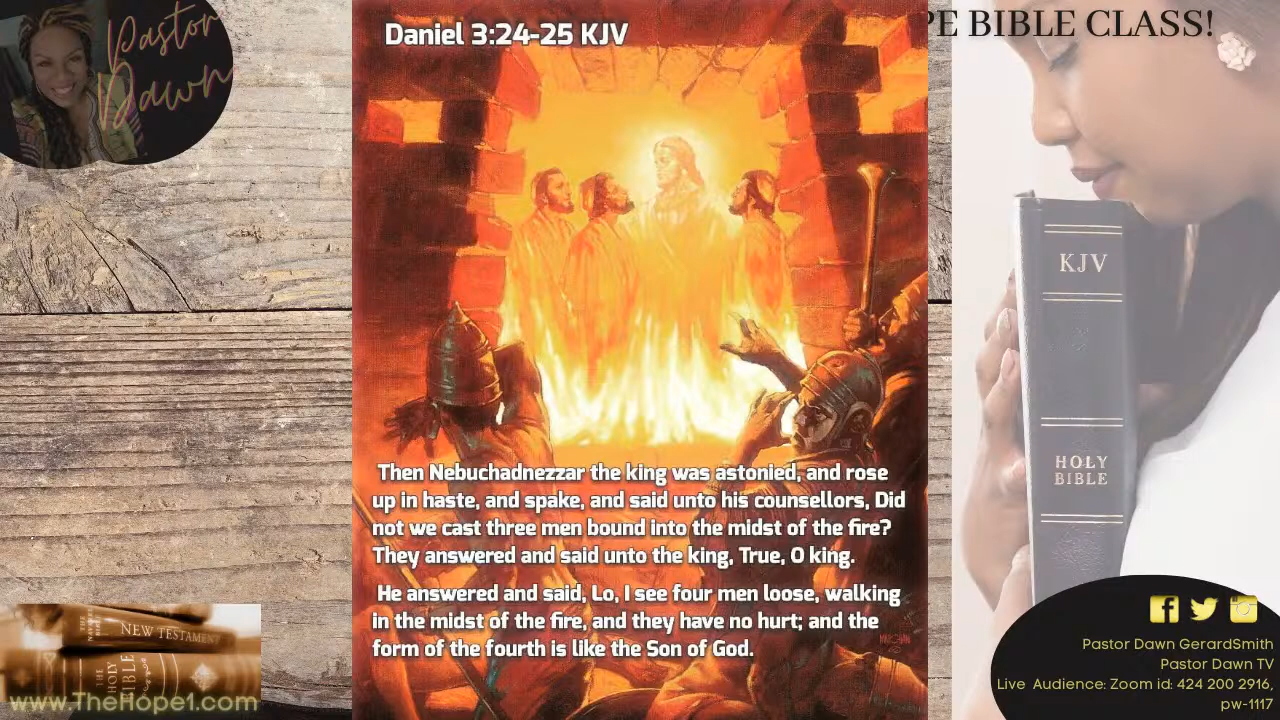 Pastor
Dawn
Daniel 3:24-25 KJV
PE BIBLE CLASS!
KJV
HOLY
BIBLE
Then Nebuchadnezzar the king was astonied, and rose
up in haste, and spake, and said unto his counsellors, Did
not we cast three men bound into the midst of the fire?
They answered and said unto the king, True, O king.
He answered and said, Lo, I see four men loose, walking
in the midst of the fire, and they have no hurt; and the
form of the fourth is like the Son of God.
NEW TESTAMENT
THE
HOLY
BIBLE
www.TheHope1.com
Pastor Dawn GerardSmith
Pastor Dawn TV
Live Audience: Zoom id: 424 200 2916,
pw-1117